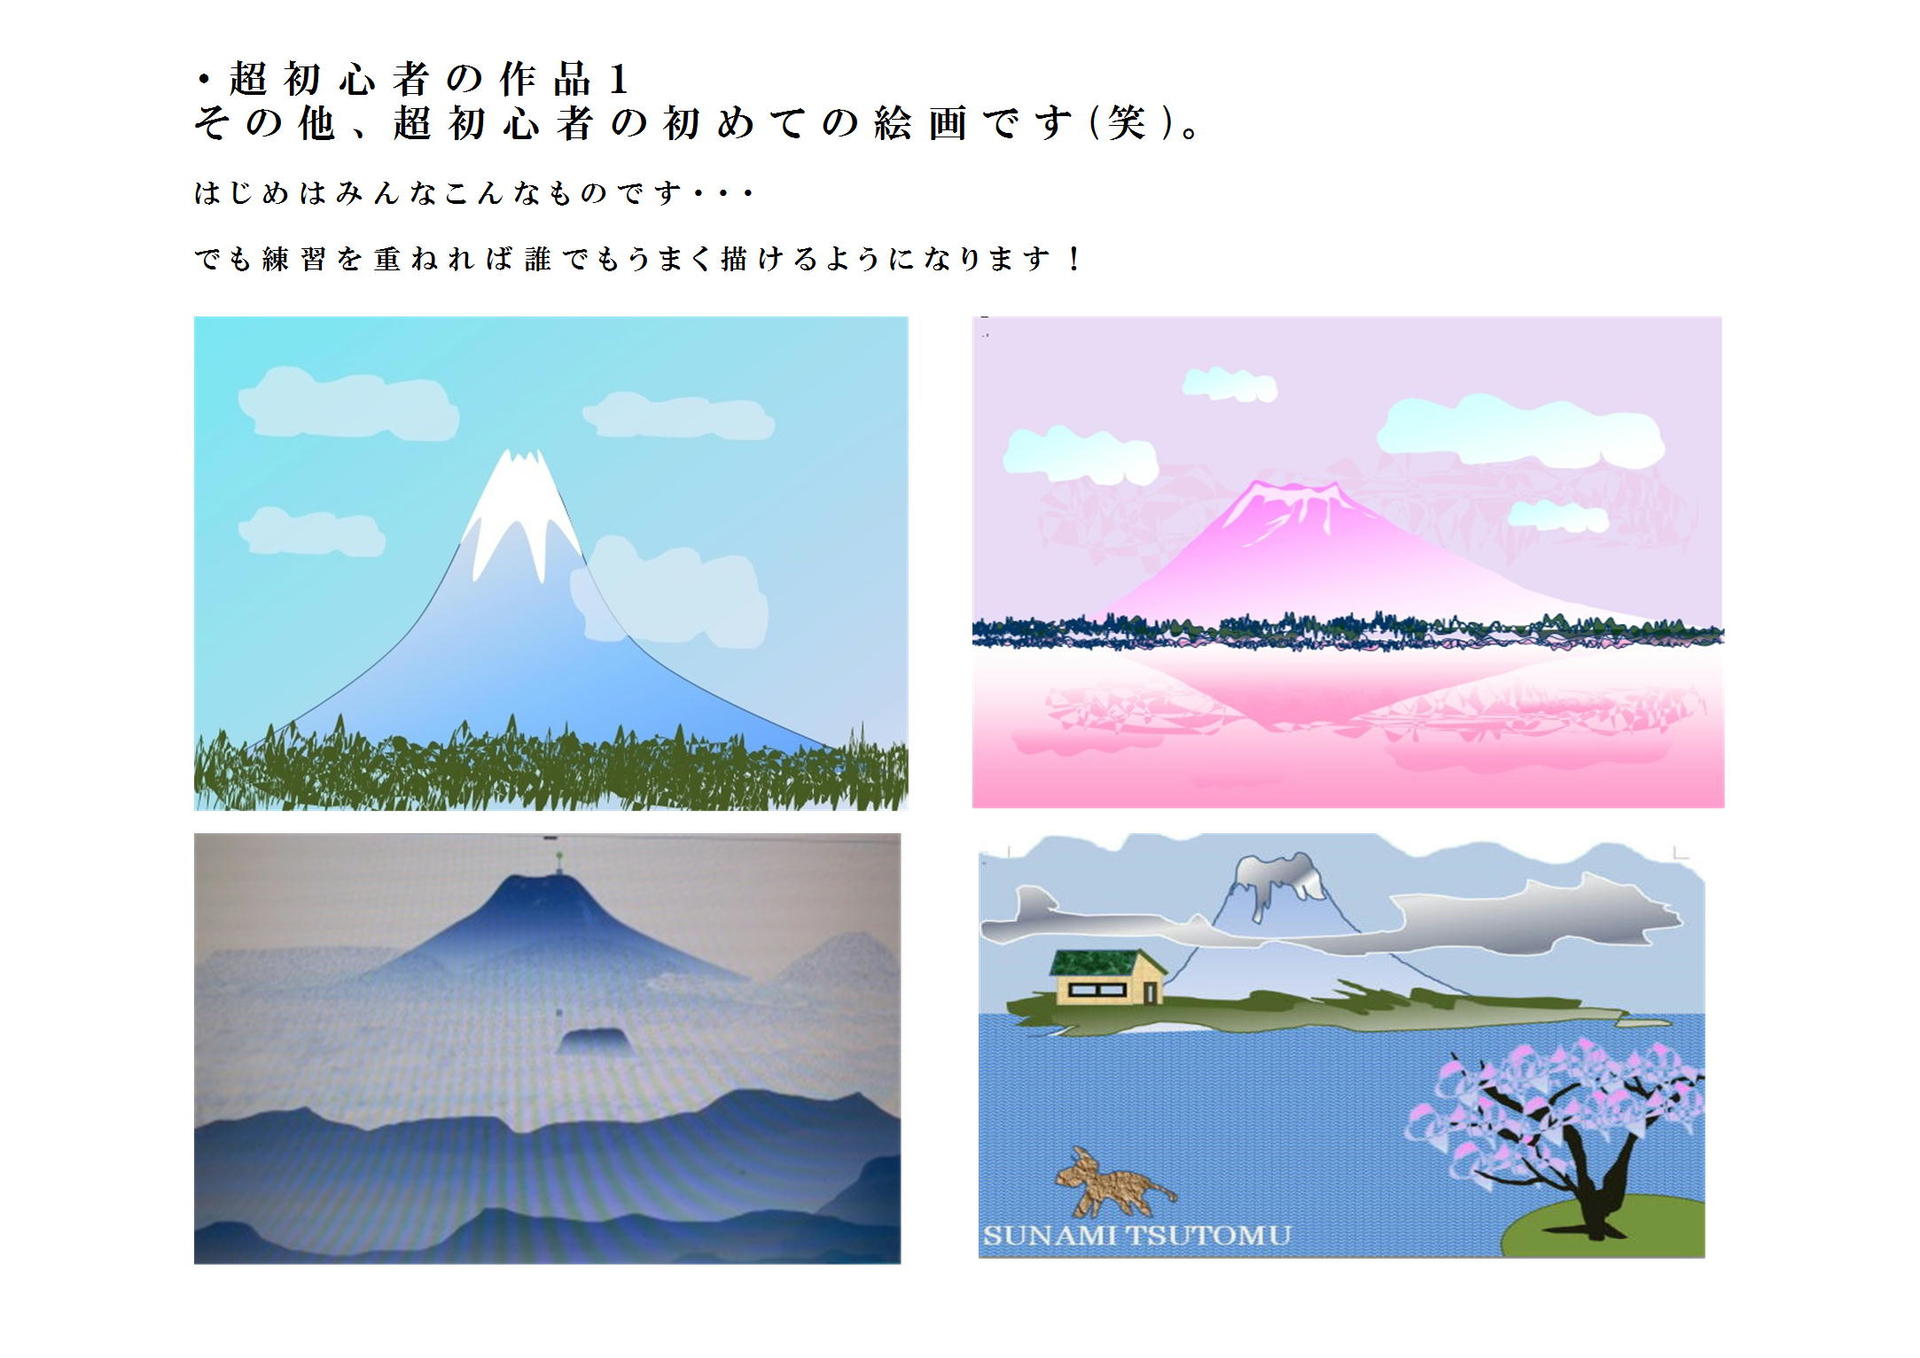 ・超初心者の作品1
その他、超初心者の初めての絵画です(笑)。
はじめはみんなこんなものです・・・
でも練習を重ねれば誰でもうまく描けるようになります！
SUNAMI TSUTOMU